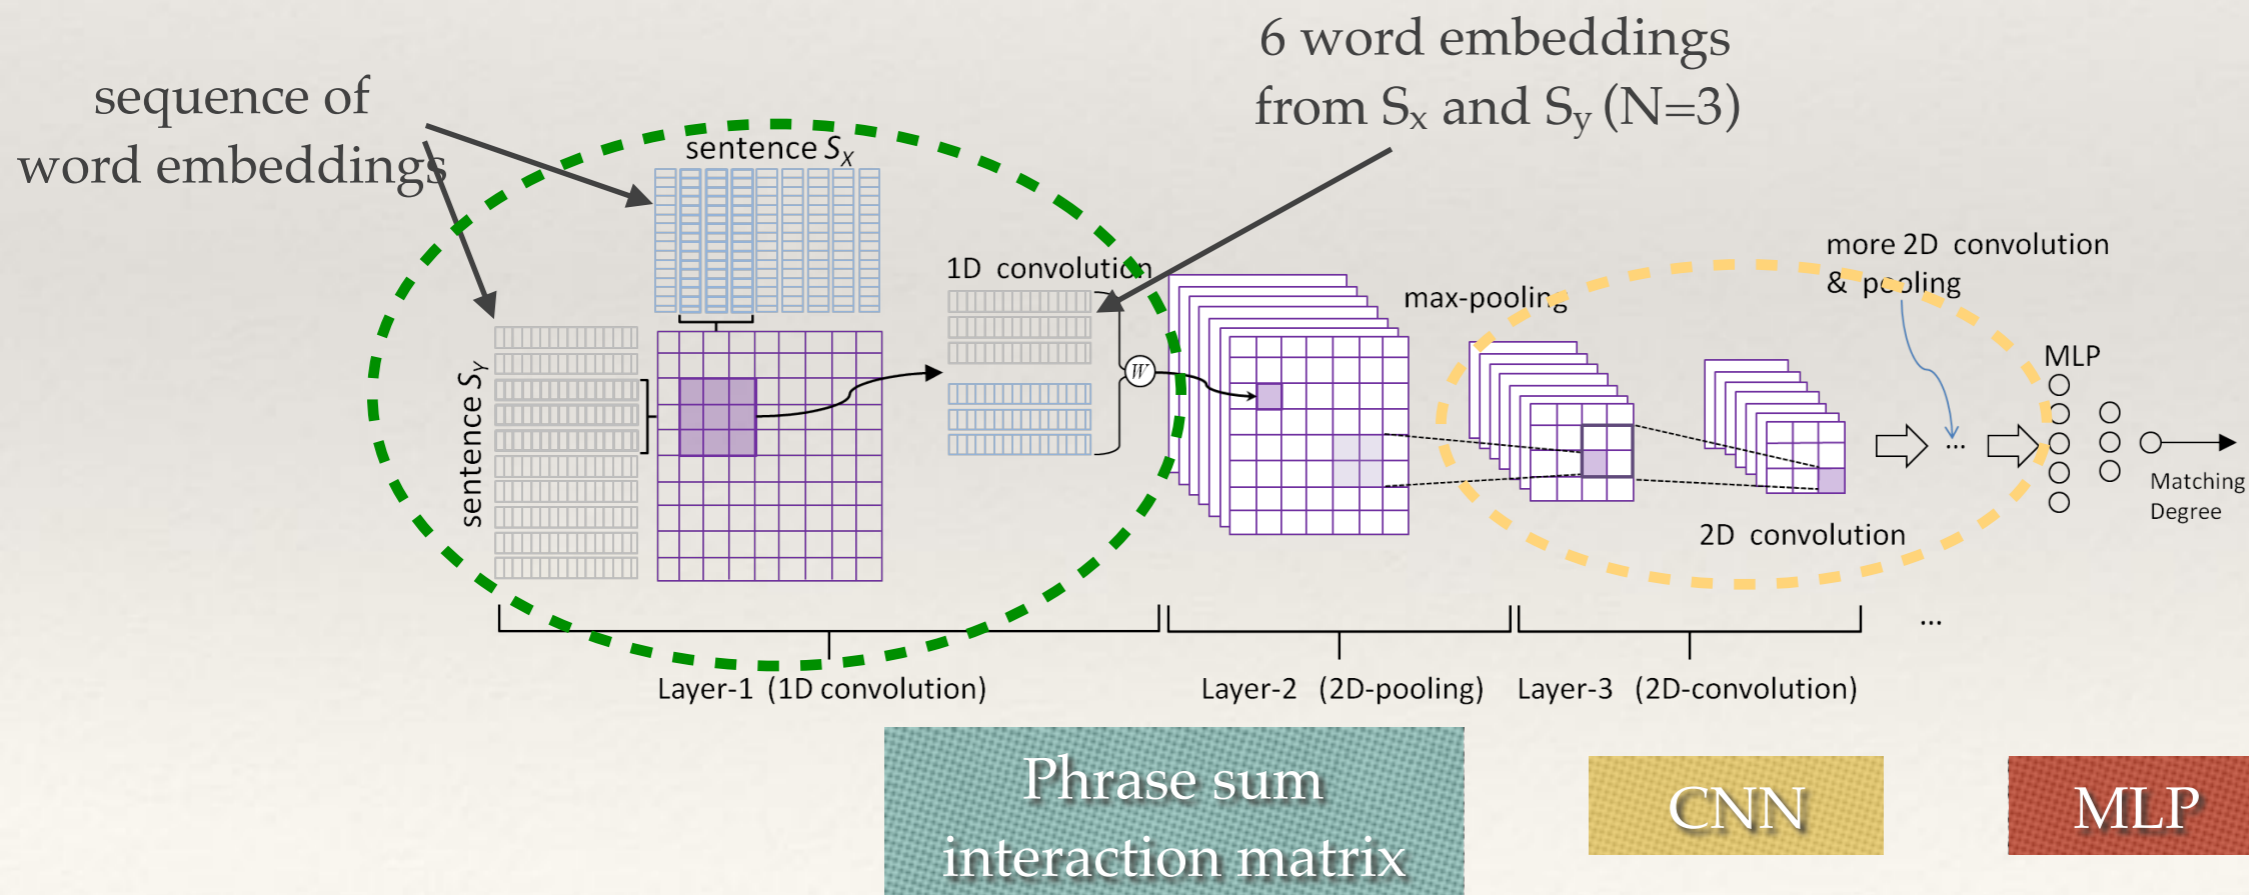 6 word embeddings
from Sx and Sy (N=3)
sequence of
word embeddings
sentence SX
1D convolution
more 2D convolution
& pooling
max-pooling
MLP
sentence SY
W
...
Matching
Degree
2D convolution
...
Layer-1 (1D convolution)
Layer-2 (2D-pooling)
Layer-3 (2D-convolution)
Phrase sum
interaction matrix
CNN
MLP